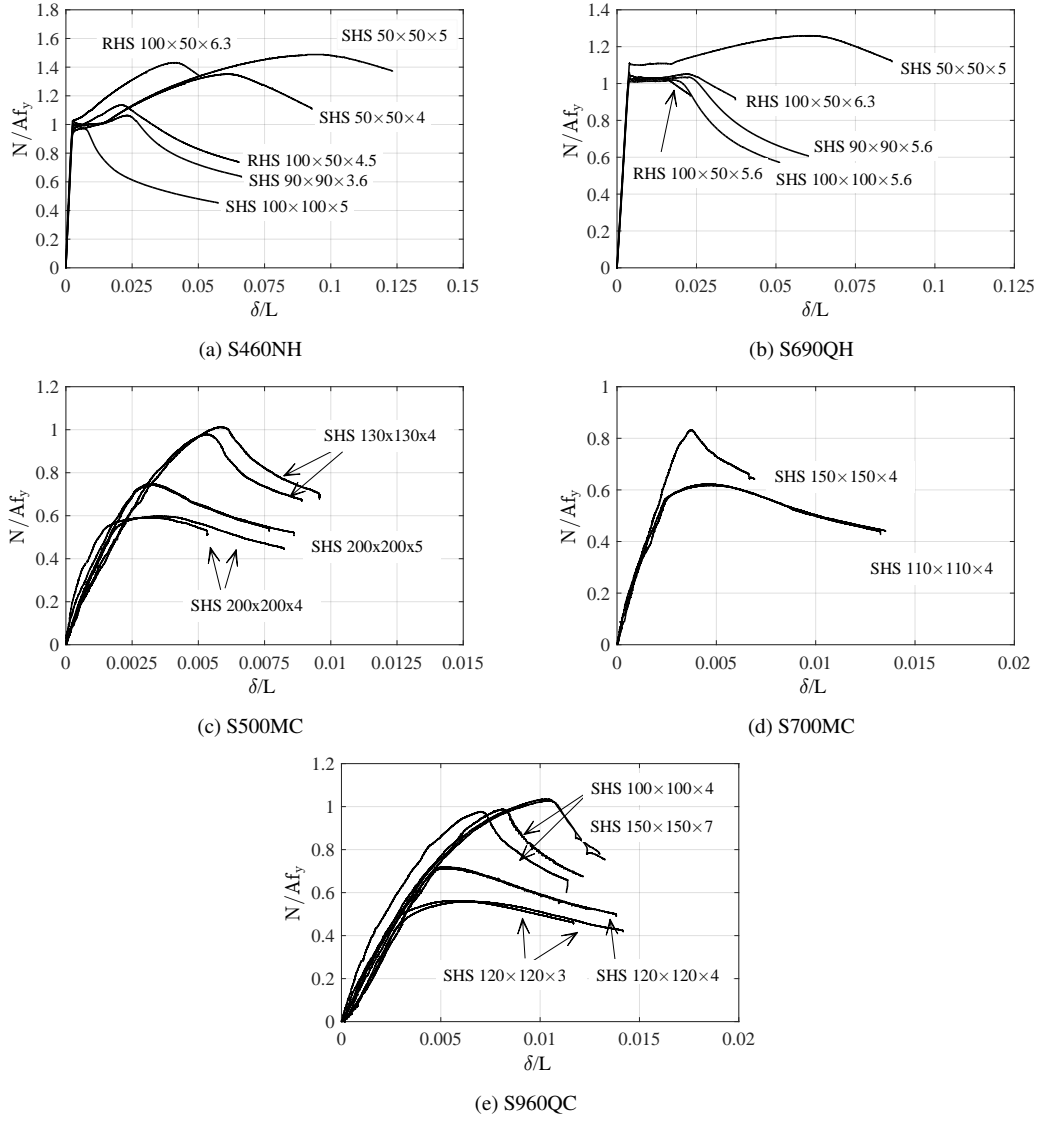 1.8
1.6
1.4
1.2
1
0.8
0.6
0.4
0.2
0
0
0.025
0.05
0.075
0.1
0.125
0.15
N/Af_y
δ/L
RHS 100×50×6.3
SHS 50×50×5
SHS 50×50×4
RHS 100×50×4.5
SHS 90×90×3.6
SHS 100×100×5
(a) S460NH
1.4
1.2
1
0.8
0.6
0.4
0.2
0
0
0.025
0.05
0.075
0.1
0.125
N/Af_y
δ/L
SHS 50×50×5
RHS 100×50×6.3
SHS 90×90×5.6
RHS 100×50×5.6
SHS 100×100×5.6
(b) S690QH
1.2
1
0.8
0.6
0.4
0.2
0
0
0.0025
0.005
0.0075
0.01
0.0125
0.015
N/Af_y
δ/L
SHS 130x130x4
SHS 200x200x5
SHS 200x200x4
(c) S500MC
1
0.8
0.6
0.4
0.2
0
0
0.005
0.01
0.015
0.02
N/Af_y
δ/L
SHS 150×150×4
SHS 110×110×4
(d) S700MC
1.2
1
0.8
0.6
0.4
0.2
0
0
0.005
0.01
0.015
0.02
N/Af_y
δ/L
SHS 100×100×4
SHS 150×150×7
SHS 120×120×3
SHS 120×120×4
(e) S960QC